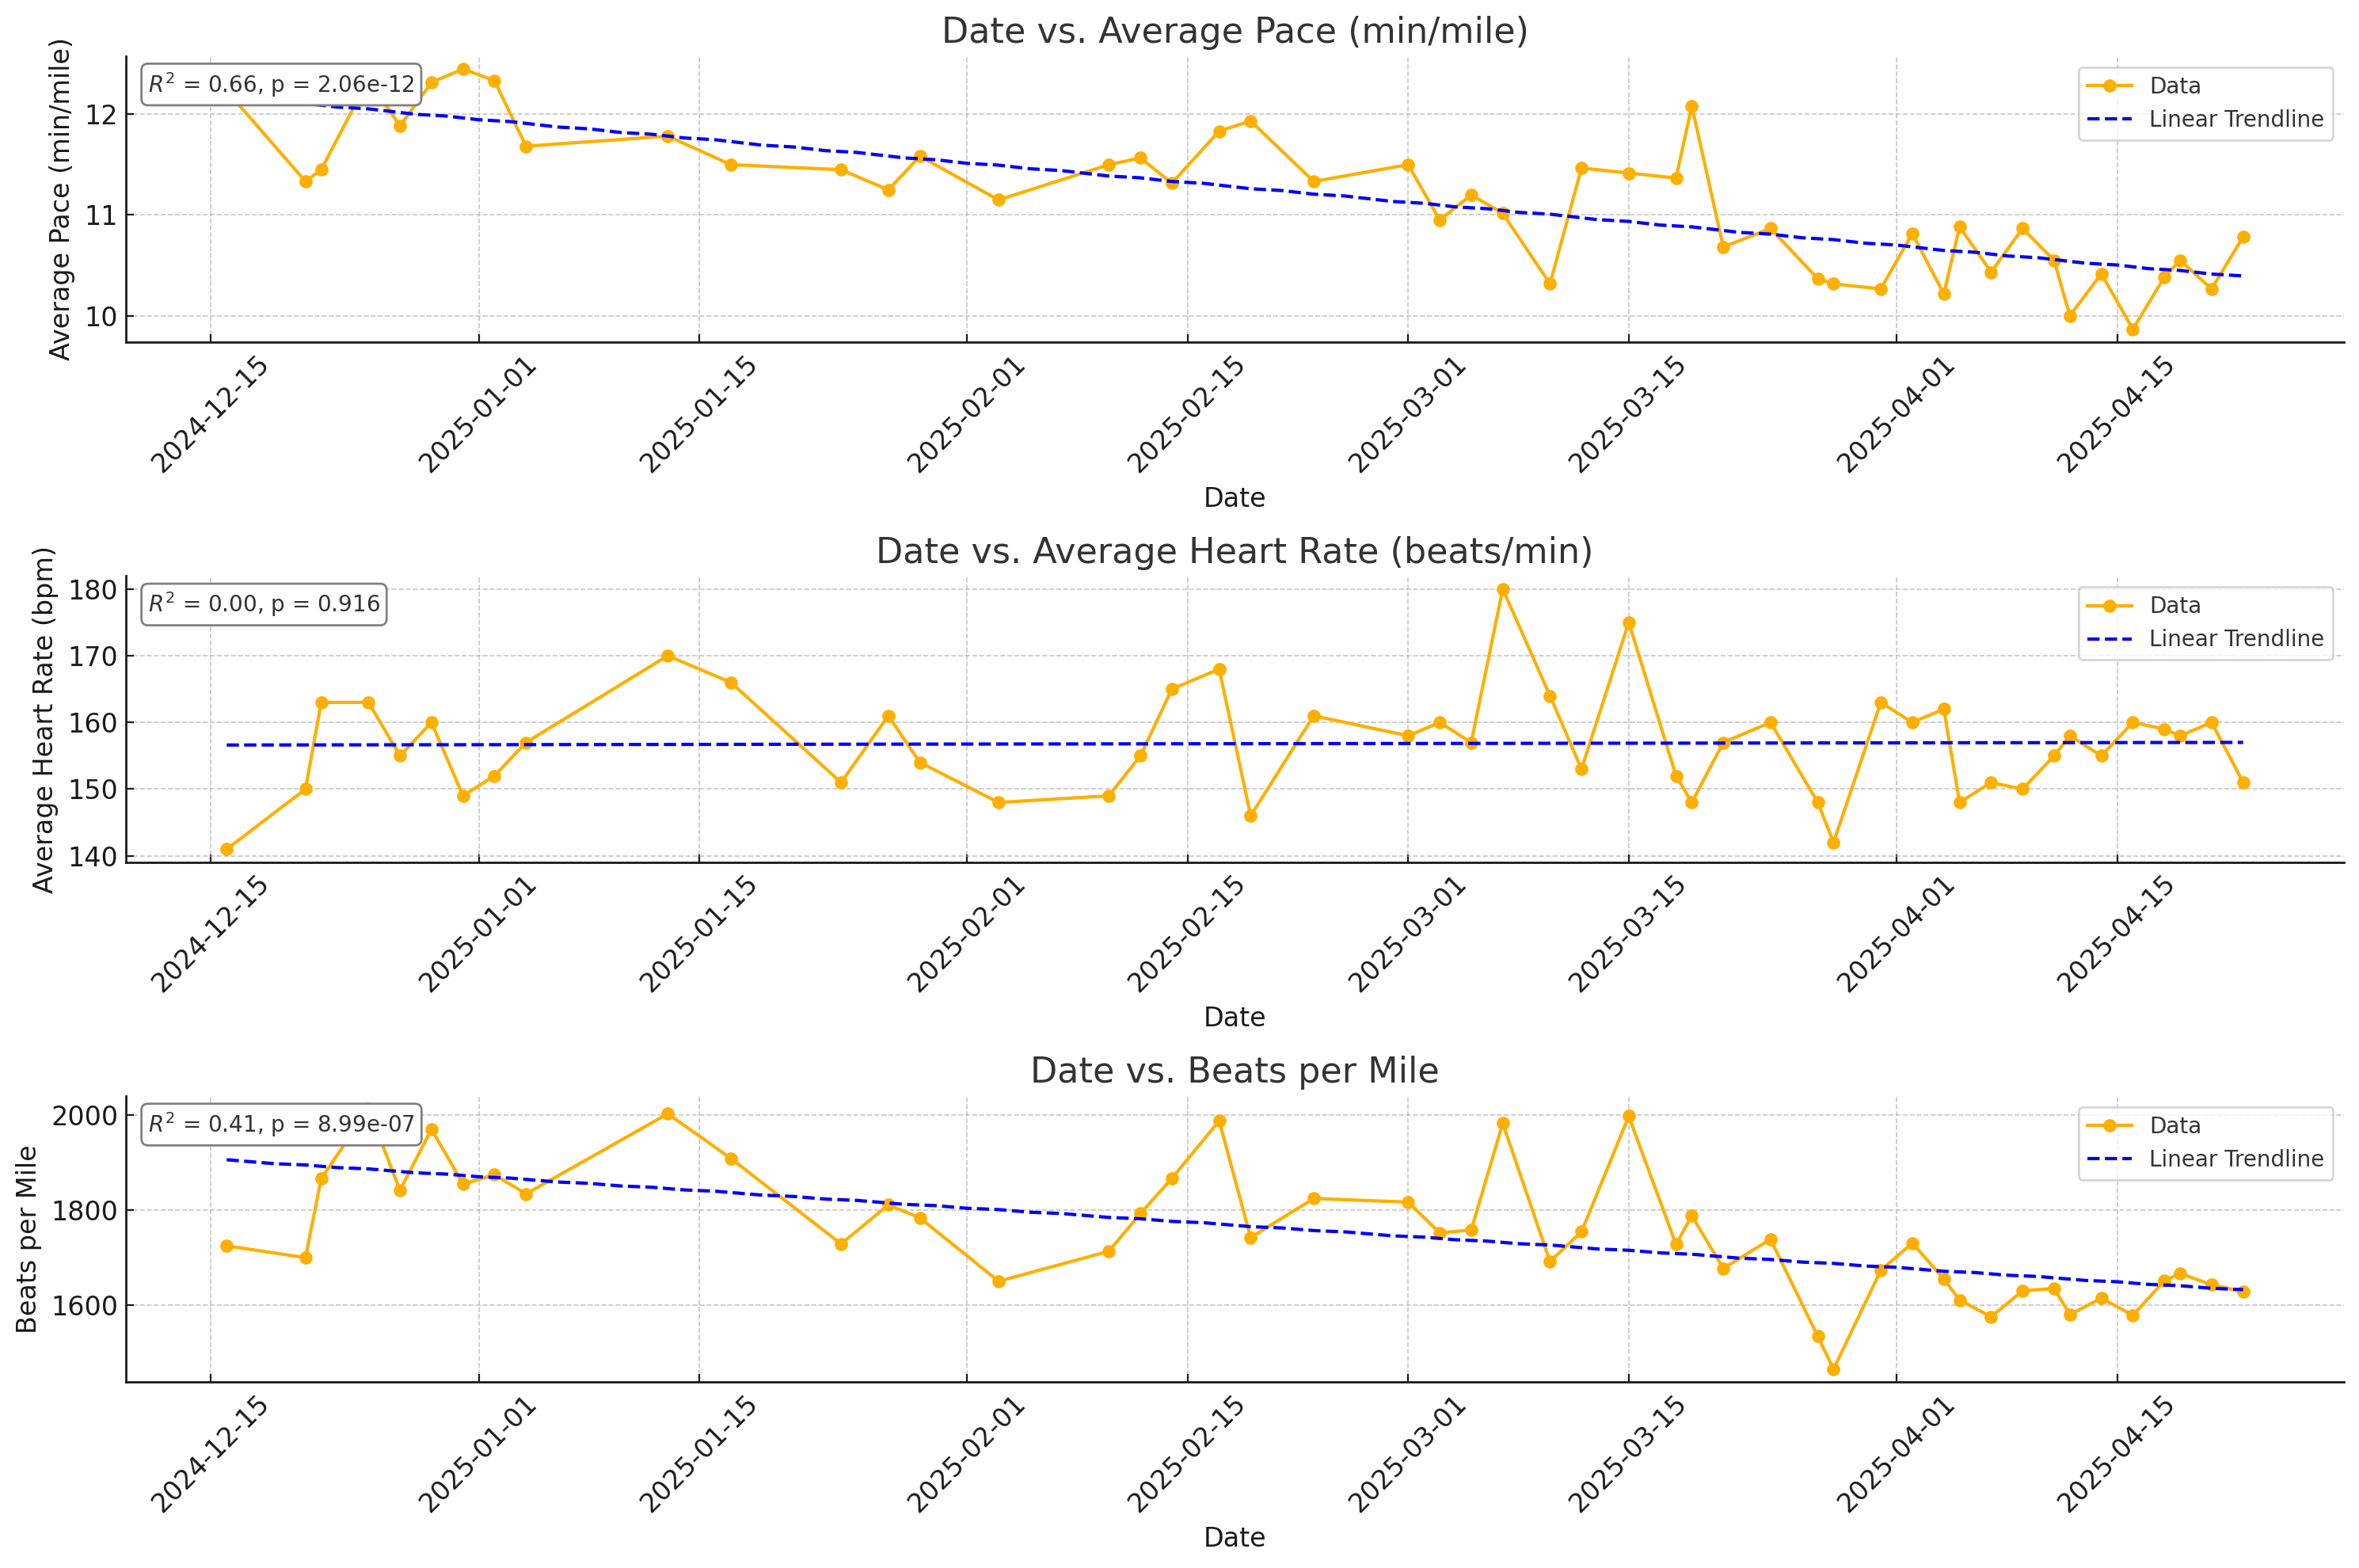 Date vs. Average Pace (min/mile)
Average Pace (min/mile)
R² = 0.66, p = 2.06e-12
Data
Linear Trendline
12
11
10
2024-12-15
2025-01-01
2025-01-15
2025-02-01
2025-02-15
2025-03-01
2025-03-15
2025-04-01
2025-04-15
Date
Date vs. Average Heart Rate (beats/min)
Average Heart Rate (bpm)
R² = 0.00, p = 0.916
Data
Linear Trendline
180
170
160
150
140
2024-12-15
2025-01-01
2025-01-15
2025-02-01
2025-02-15
2025-03-01
2025-03-15
2025-04-01
2025-04-15
Date
Date vs. Beats per Mile
Beats per Mile
R² = 0.41, p = 8.99e-07
Data
Linear Trendline
2000
1800
1600
2024-12-15
2025-01-01
2025-01-15
2025-02-01
2025-02-15
2025-03-01
2025-03-15
2025-04-01
2025-04-15
Date